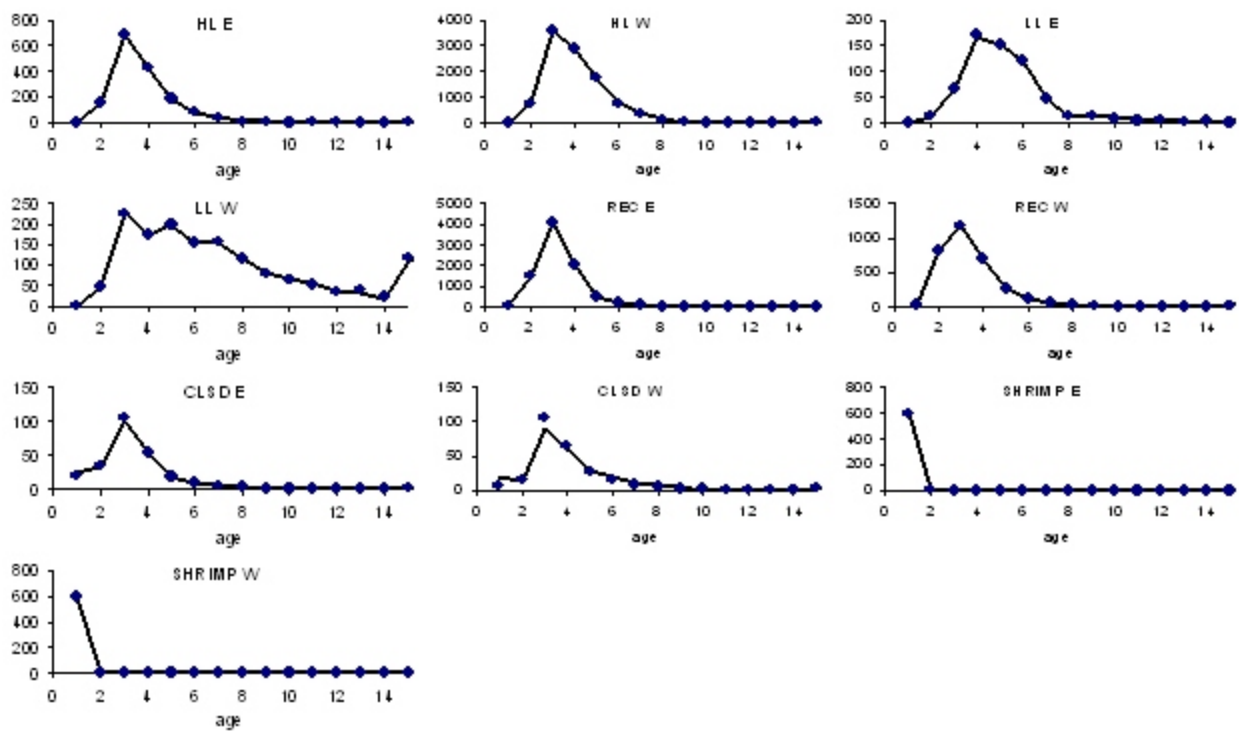 HL E
800
600
400
200
0
0 2 4 6 8 10 12 14
age
HL W
4000
3000
2000
1000
0
0 2 4 6 8 10 12 14
age
LL E
200
150
100
50
0
0 2 4 6 8 10 12 14
age
LL W
250
200
150
100
50
0
0 2 4 6 8 10 12 14
age
REC E
5000
4000
3000
2000
1000
0
0 2 4 6 8 10 12 14
age
REC W
1500
1000
500
0
0 2 4 6 8 10 12 14
age
CLSD E
150
100
50
0
0 2 4 6 8 10 12 14
age
CLSD W
150
100
50
0
0 2 4 6 8 10 12 14
age
SHRIMP E
800
600
400
200
0
0 2 4 6 8 10 12 14
age
SHRIMP W
800
600
400
200
0
0 2 4 6 8 10 12 14
age